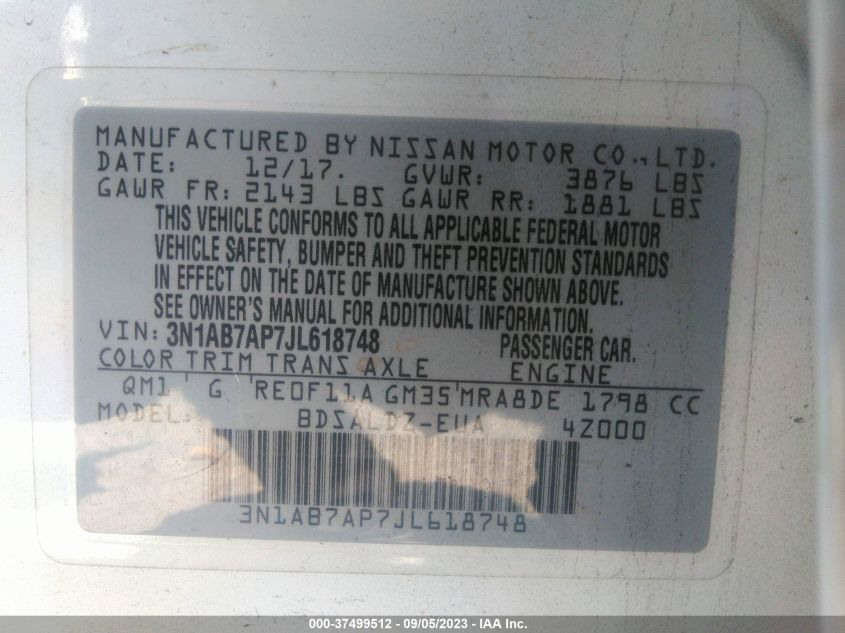 MANUFACTURED BY NISSAN MOTOR CO., LTD.
DATE: 12/17. GVWR: 3876 LBS
GAWR FR: 2143 LBS GAWR RR: 1881 LBS
THIS VEHICLE CONFORMS TO ALL APPLICABLE FEDERAL MOTOR
VEHICLE SAFETY, BUMPER AND THEFT PREVENTION STANDARDS
IN EFFECT ON THE DATE OF MANUFACTURE SHOWN ABOVE.
SEE OWNER'S MANUAL FOR ADDITIONAL INFORMATION.
VIN: 3N1AB7AP7JL618748 PASSENGER CAR.
COLOR TRIM TRANS AXLE ENGINE
QM1 G RE0F11A GM35 MRA8DE 1798 CC
MODEL: BDSALDZ-EUA 4Z000
3N1AB7AP7JL618748
000-37499512 - 09/05/2023 - IAA Inc.